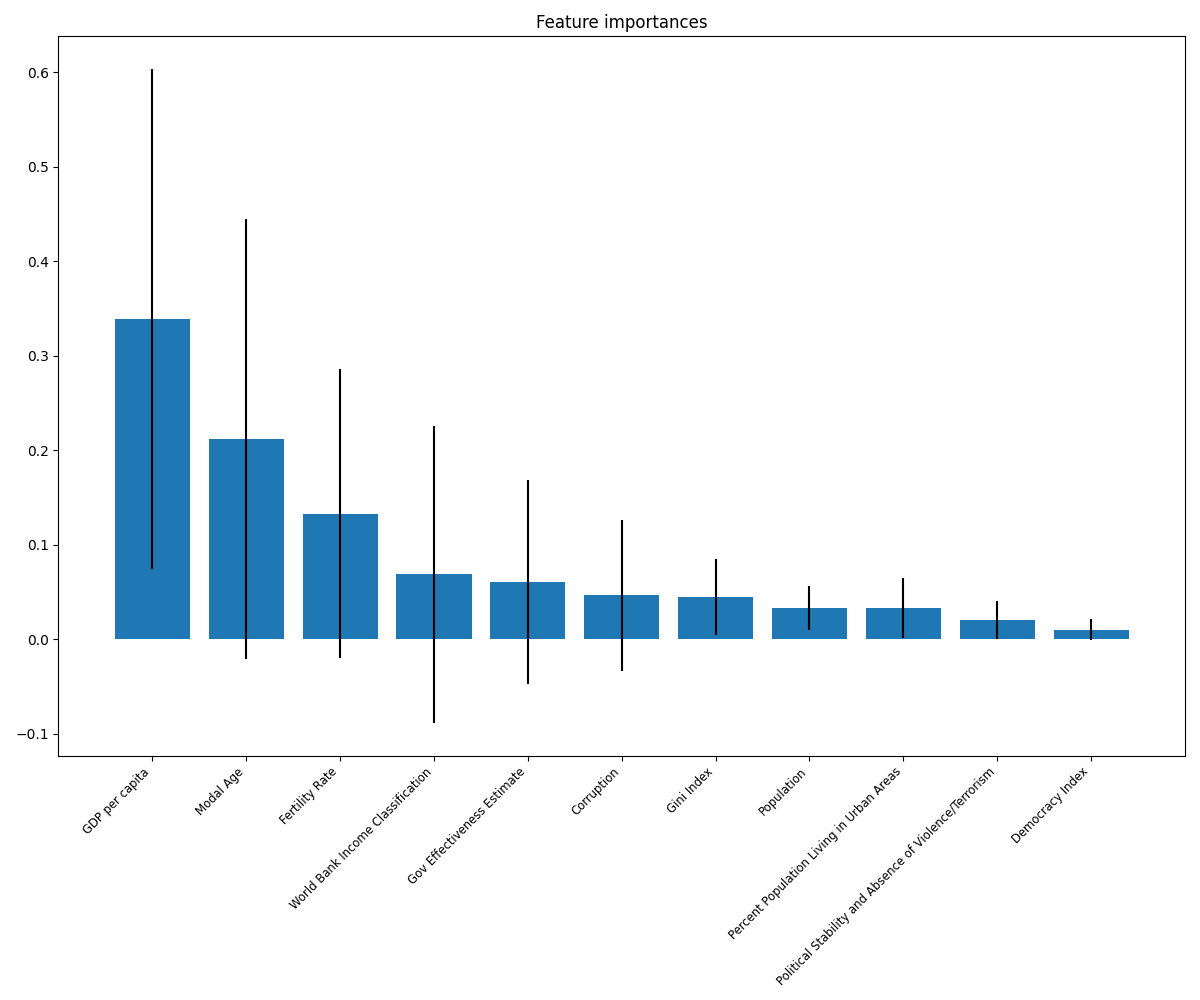 Feature importances
0.6
0.5
0.4
0.3
0.2
0.1
0.0
−0.1
GDP per capita
Modal Age
Fertility Rate
World Bank Income Classification
Gov Effectiveness Estimate
Corruption
Gini Index
Population
Percent Population Living in Urban Areas
Political Stability and Absence of Violence/Terrorism
Democracy Index